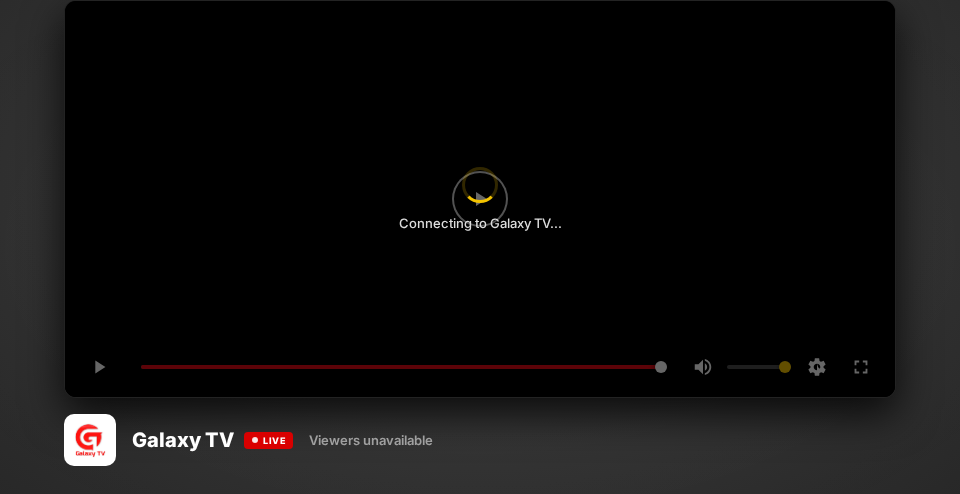 Connecting to Galaxy TV...
Galaxy TV
Galaxy TV
LIVE
Viewers unavailable